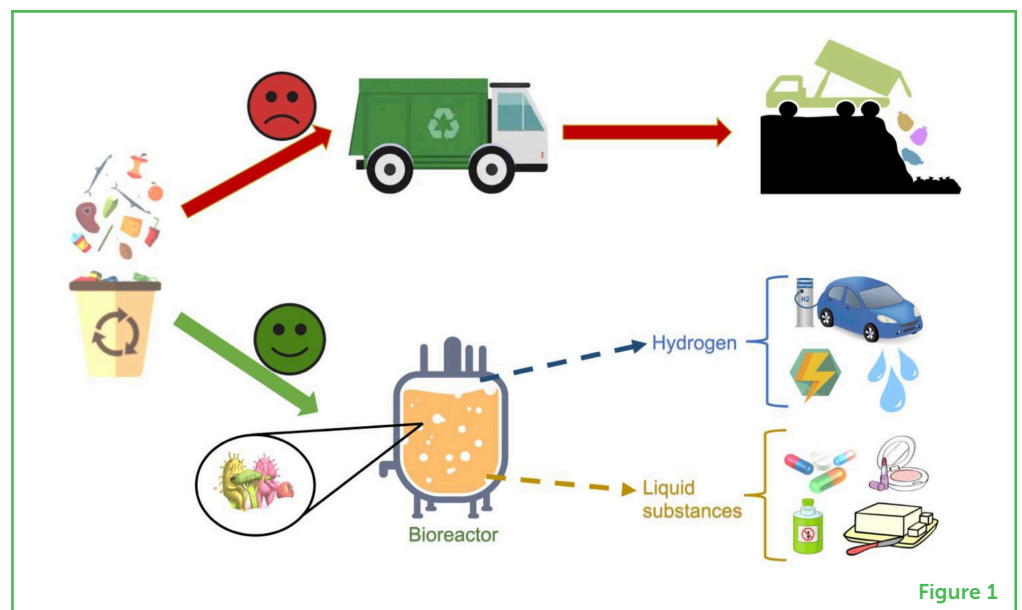 H2
Hydrogen
Liquid
substances
Bioreactor
Figure 1